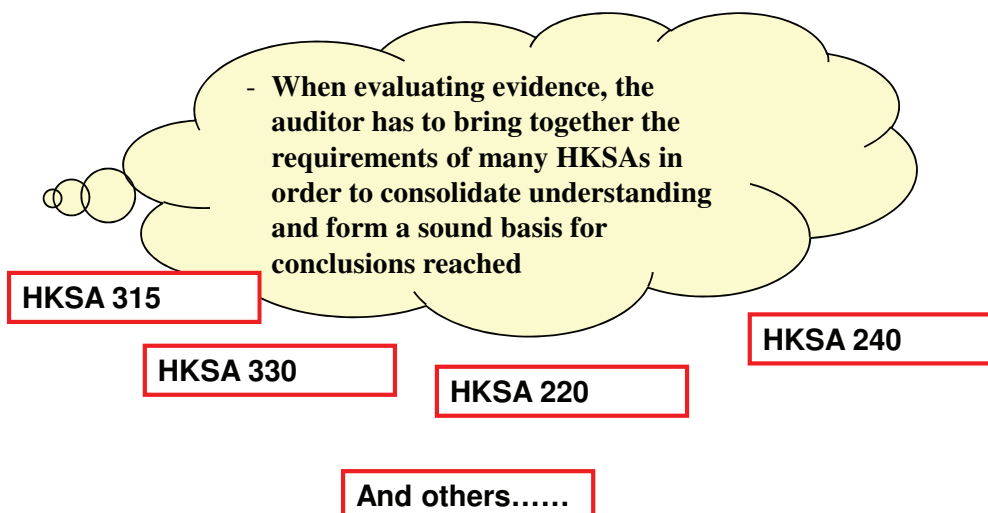 - When evaluating evidence, the
auditor has to bring together the
requirements of many HKSAs in
order to consolidate understanding
and form a sound basis for
conclusions reached
HKSA 315
HKSA 240
HKSA 330
HKSA 220
And others......